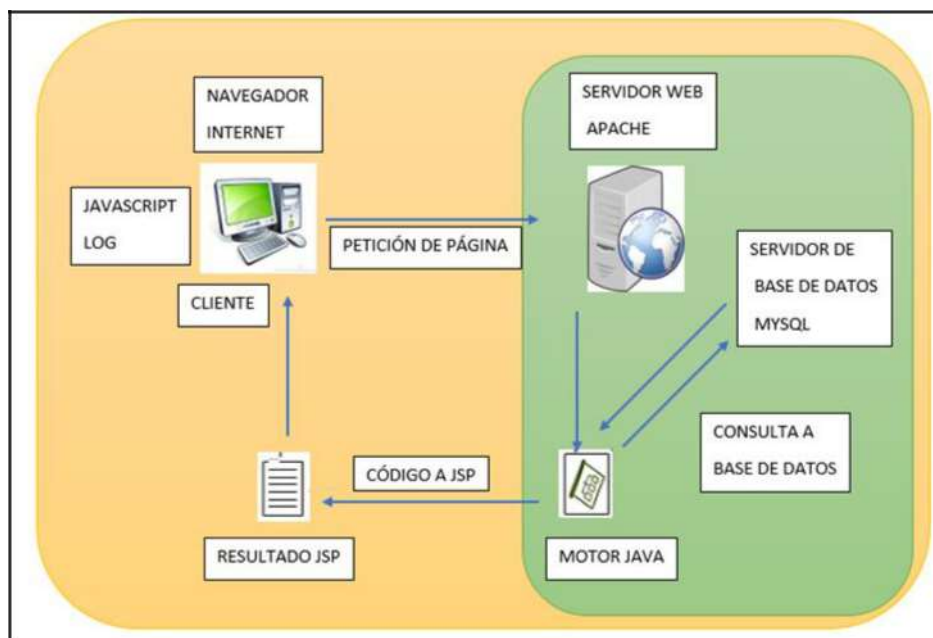 NAVEGADOR
INTERNET
SERVIDOR WEB
APACHE
JAVASCRIPT
LOG
PETICIÓN DE PÁGINA
SERVIDOR DE
BASE DE DATOS
MYSQL
CLIENTE
CONSULTA A
BASE DE DATOS
CÓDIGO A JSP
RESULTADO JSP
MOTOR JAVA